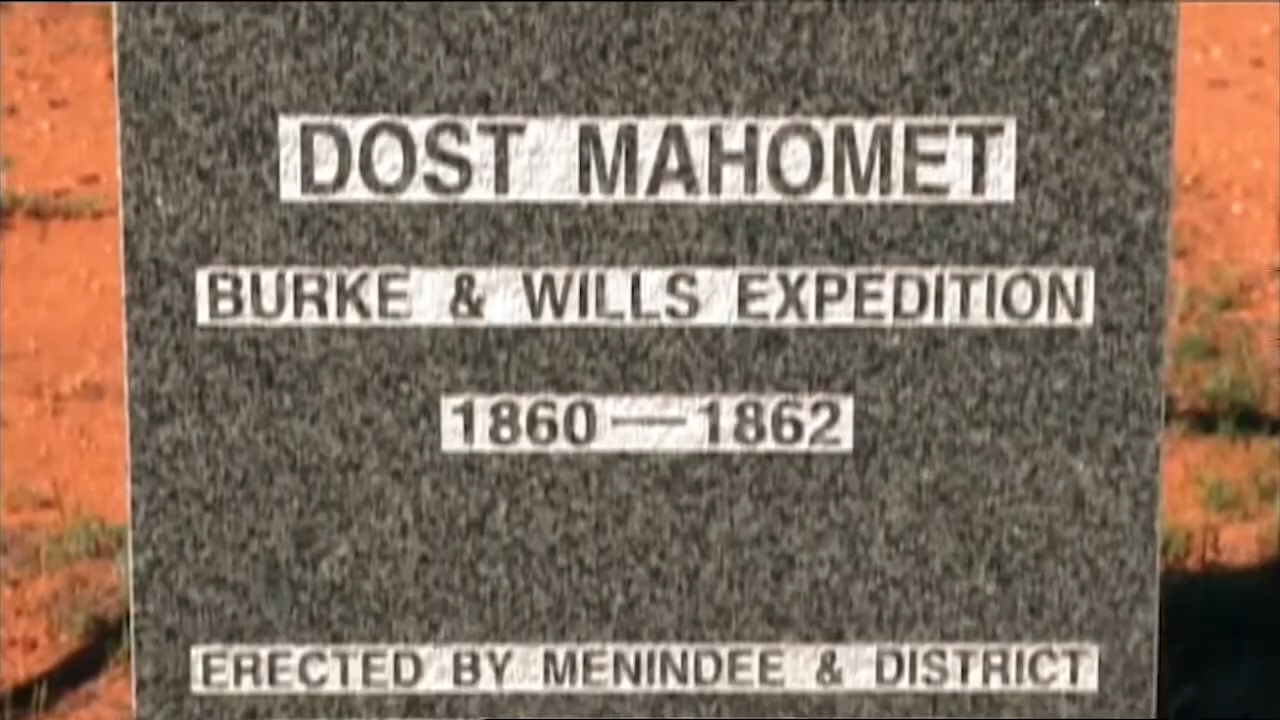 DOST MAHOMET
BURKE & WILLS EXPEDITION
1860 — 1862
ERECTED BY MENINDEE & DISTRICT